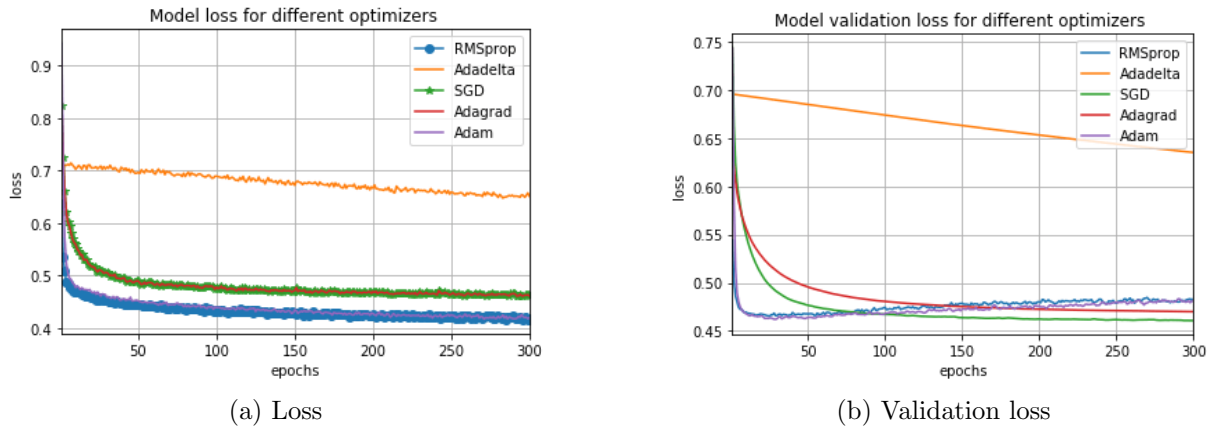 Model loss for different optimizers
0.9
0.8
0.7
0.6
0.5
0.4
loss
RMSprop
Adadelta
SGD
Adagrad
Adam
50
100
150
200
250
300
epochs
(a) Loss
Model validation loss for different optimizers
0.75
0.70
0.65
0.60
0.55
0.50
0.45
loss
RMSprop
Adadelta
SGD
Adagrad
Adam
50
100
150
200
250
300
epochs
(b) Validation loss